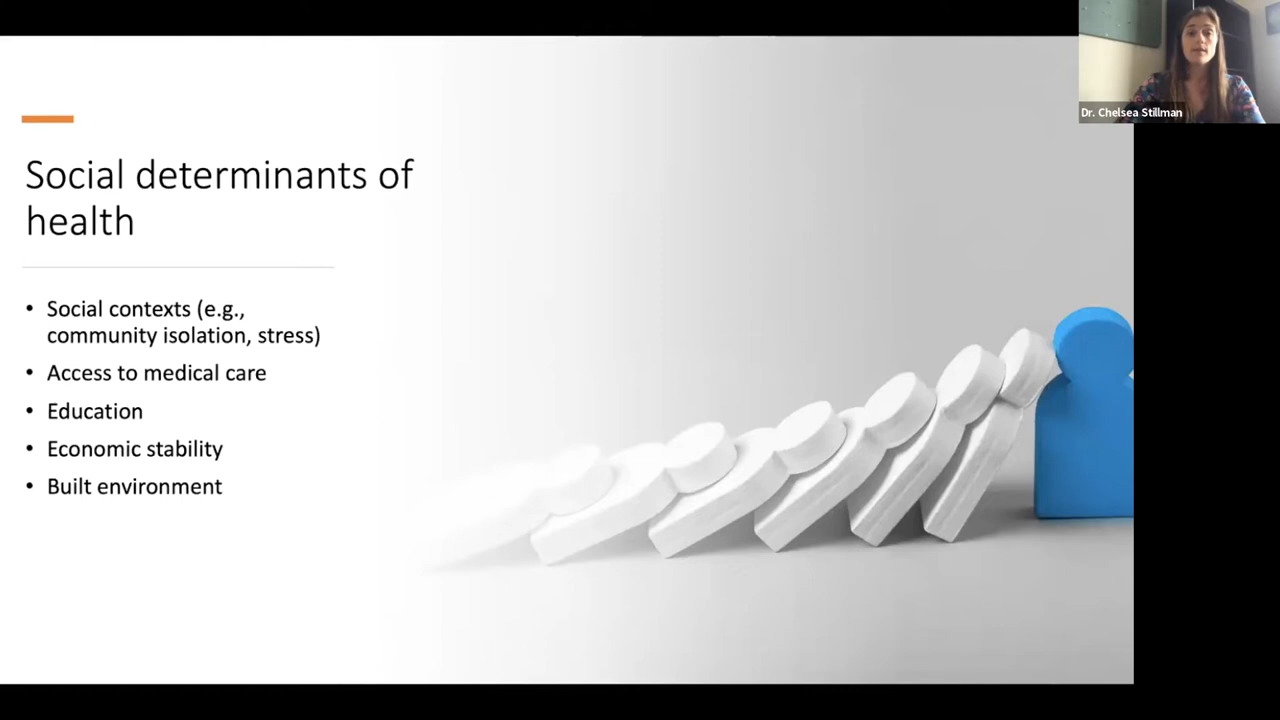 Dr. Chelsea Stillman
Social determinants of
health
• Social contexts (e.g.,
community isolation, stress)
• Access to medical care
• Education
• Economic stability
• Built environment